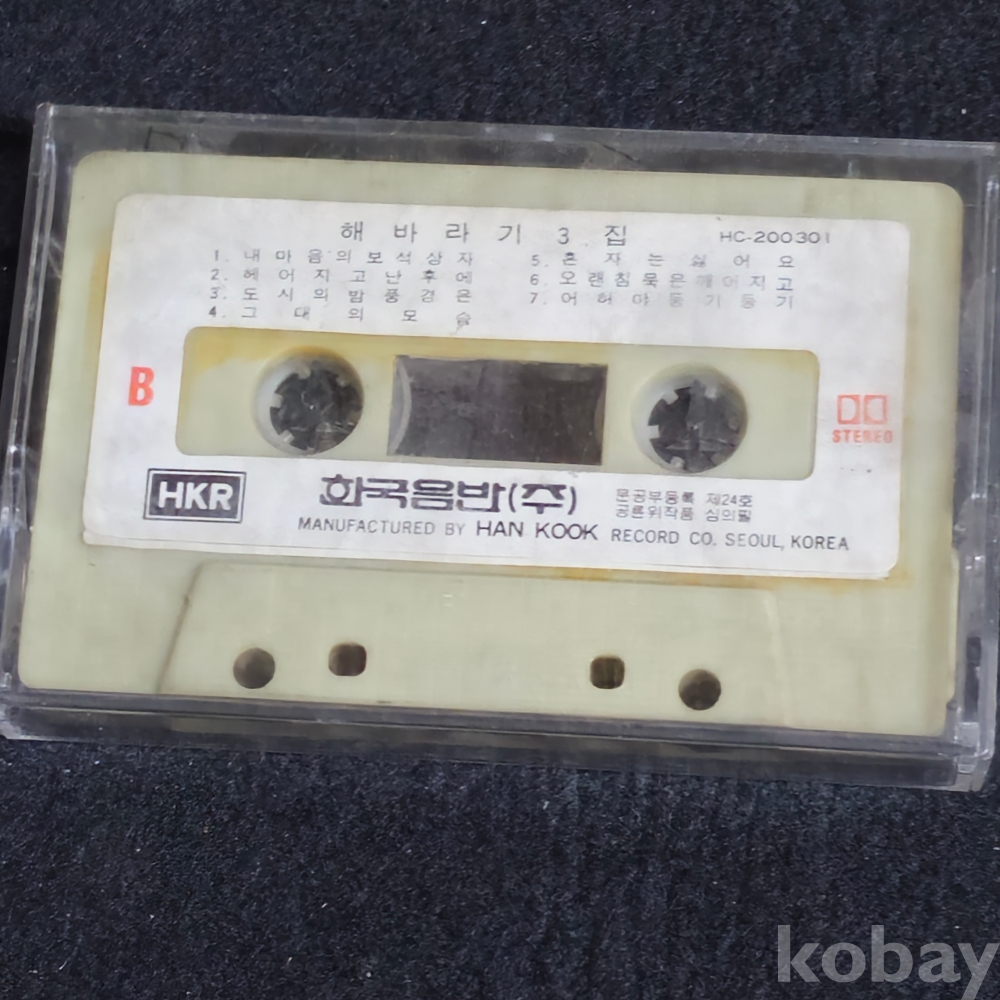 해바라기 3 집 HC-200301
1. 내마음의보석상자 5. 혼자는싫어요
2. 헤어지고난후에 6. 오랜침묵은깨어지고
3. 도시의밤풍경은 7. 어허야둥기둥기
4. 그대의모습
B
STEREO
HKR 한국음반(주) 문공부등록 제24호
공륜위작품 심의필
MANUFACTURED BY HAN KOOK RECORD CO. SEOUL, KOREA
kobay